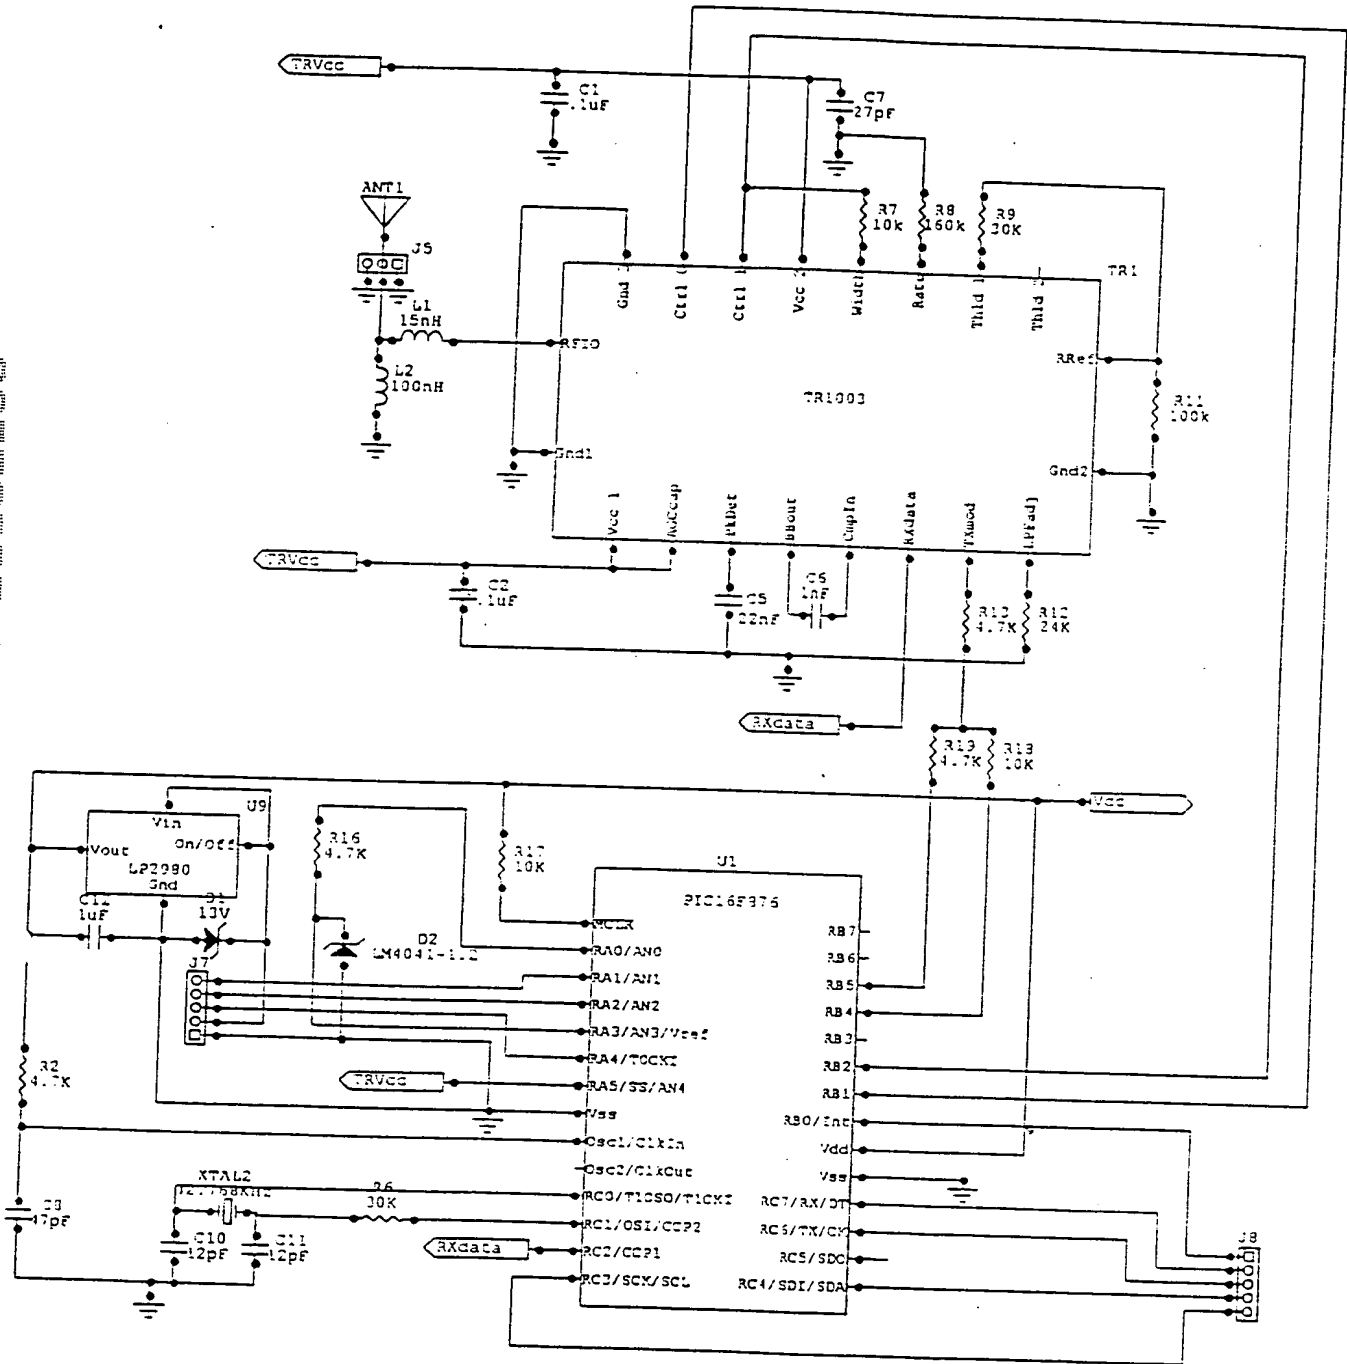 TRVcc
C1
.1uF
C7
27pF
ANT1
J5
L1
15nH
L2
100nH
R7
10k
R8
160k
R9
30K
TR1
Gnd 3
Ctrl 0
Ctrl 1
Vcc 2
Width
Rate
Thld 1
Thld 2
RFIO
RRef
TR1003
R11
100k
Gnd1
Gnd2
Vcc 1
AGCcap
PkDet
BBout
CmpIn
RXdata
TXmod
LPFadj
TRVcc
C2
.1uF
C5
22nF
C6
1nF
R13
4.7K
R12
24K
RXdata
R19
4.7K
R18
10K
Vcc
U9
Vin
Vout
On/Off
LP2980
Gnd
1uF
13V
R16
4.7K
R17
10K
D2
J7
U1
PIC16F876
MCLR
RA0/AN0
RA1/AN1
RA2/AN2
RA3/AN3/Vref
RA4/T0CKI
RA5/SS/AN4
Vss
Osc1/ClkIn
Osc2/ClkOut
RC0/T1OSO/T1CKI
RC1/OSI/CCP2
RC2/CCP1
RC3/SCK/SCL
RB7
RB6
RB5
RB4
RB3
RB2
RB1
RB0/Int
Vdd
Vss
RC7/RX/DT
RC6/TX/CK
RC5/SDO
RC4/SDI/SDA
TRVcc
R2
4.7K
XTAL2
R6
30K
47pF
C10
12pF
C11
12pF
RXdata
J8